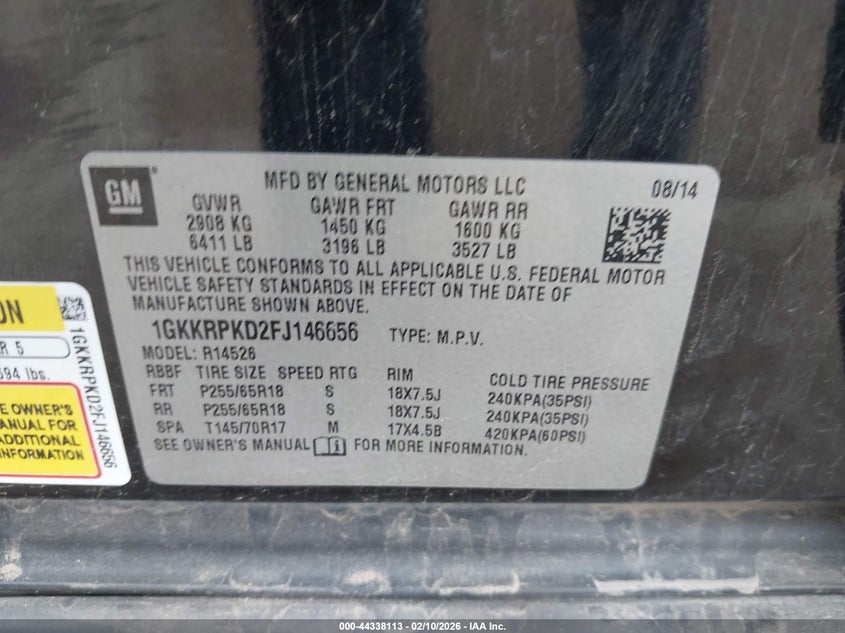 GM
MFD BY GENERAL MOTORS LLC
08/14
GVWR GAWR FRT GAWR RR
2908 KG 1450 KG 1600 KG
6411 LB 3196 LB 3527 LB
THIS VEHICLE CONFORMS TO ALL APPLICABLE U.S. FEDERAL MOTOR
VEHICLE SAFETY STANDARDS IN EFFECT ON THE DATE OF
MANUFACTURE SHOWN ABOVE.
1GKKRPKD2FJ146656 TYPE: M.P.V.
MODEL: R14526
RBBF TIRE SIZE SPEED RTG RIM COLD TIRE PRESSURE
FRT P255/65R18 S 18X7.5J 240KPA(35PSI)
RR P255/65R18 S 18X7.5J 240KPA(35PSI)
SPA T145/70R17 M 17X4.5B 420KPA(60PSI)
SEE OWNER'S MANUAL FOR MORE INFORMATION.
ON
R 5
694 lbs.
E OWNER'S
MANUAL FOR
ADDITIONAL
INFORMATION
1GKKRPKD2FJ146656
000-44338113 - 02/10/2026 - IAA Inc.